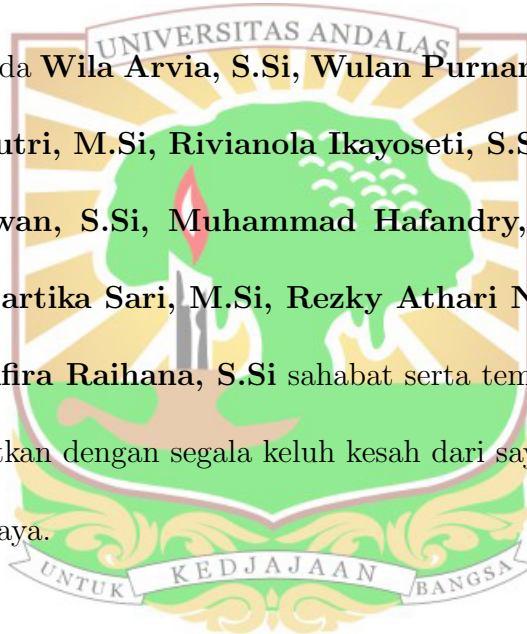 UNIVERSITAS ANDALAS
da Wila Arvia, S.Si, Wulan Purnam
utri, M.Si, Rivianola Ikayoseti, S.S
wan, S.Si, Muhammad Hafandry,
artika Sari, M.Si, Rezky Athari N
fira Raihana, S.Si sahabat serta tem
tkan dengan segala keluh kesah dari say
aya.
UNTUK KEDJAJAAN BANGSA